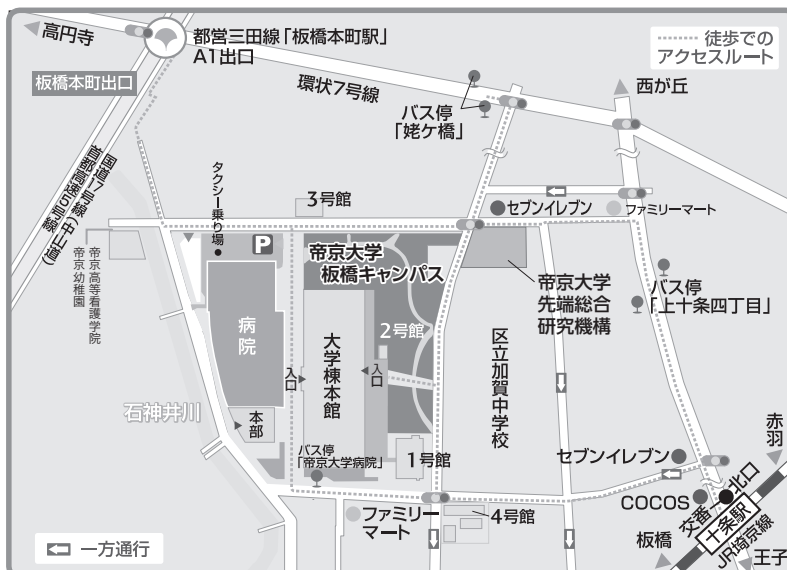 高円寺
都営三田線「板橋本町駅」
A1出口
徒歩での
アクセスルート
板橋本町出口
環状7号線
西が丘
バス停
「姥ケ橋」
国道17号線(中山道)
首都高速5号線
タクシー乗り場
3号館
セブンイレブン
ファミリーマート
P
帝京大学
板橋キャンパス
帝京高等看護学院
帝京幼稚園
帝京大学
先端総合
研究機構
バス停
「上十条四丁目」
病院
2号館
大学棟本館
入口
入口
区立加賀中学校
石神井川
本部
バス停
「帝京大学病院」
1号館
セブンイレブン
赤羽
COCOS
交番
北口
ファミリー
マート
4号館
十条駅
JR埼京線
板橋
王子
一方通行